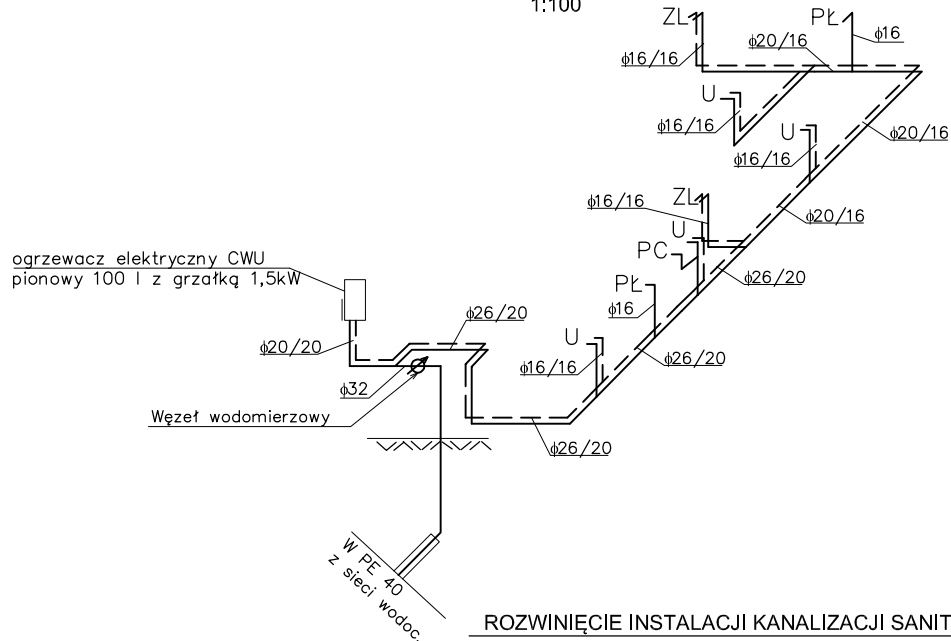 1:100
ZL
PŁ
ϕ16
ϕ20/16
ϕ16/16
U
ϕ16/16
U
ϕ20/16
ϕ16/16
ZL
ϕ16/16
ϕ20/16
U
PC
ogrzewacz elektryczny CWU
pionowy 100 l z grzałką 1,5kW
PŁ
ϕ26/20
ϕ16
ϕ26/20
ϕ20/20
U
ϕ16/16
ϕ26/20
ϕ32
Węzeł wodomierzowy
ϕ26/20
W PE 40
z sieci wodoc.
ROZWINIĘCIE INSTALACJI KANALIZACJI SANIT